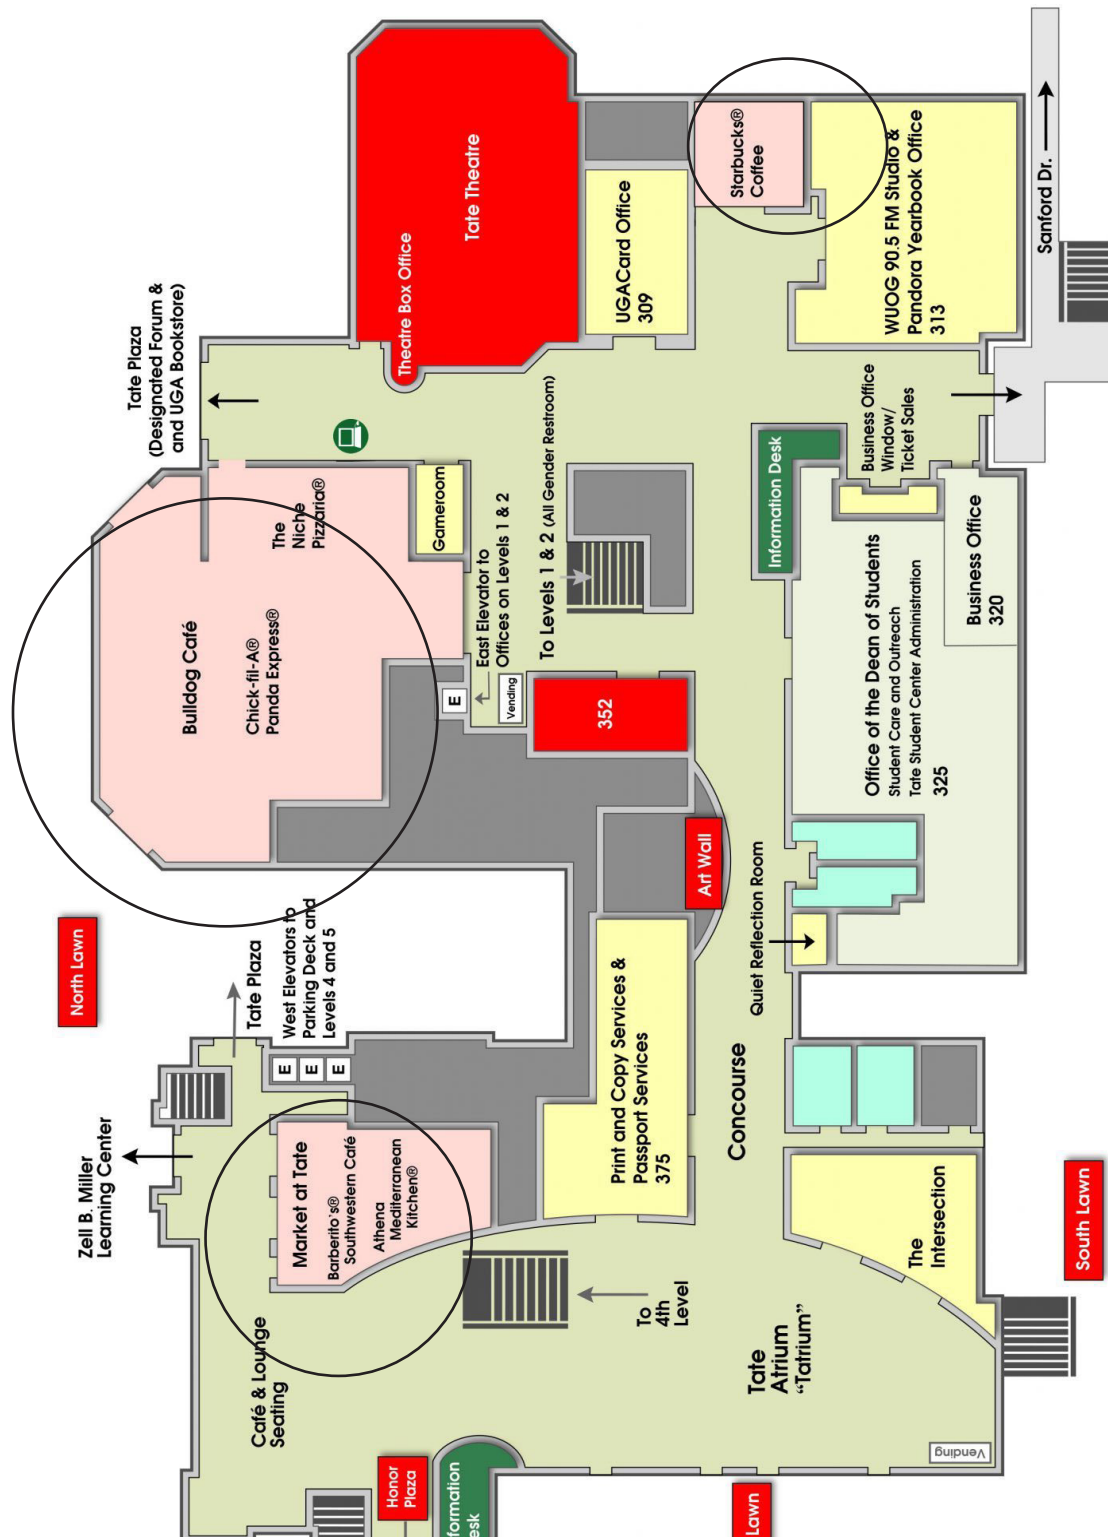 Tate Plaza
(Designated Forum &
and UGA Bookstore)
Theatre Box Office
Tate Theatre
UGACard Office
309
Starbucks®
Coffee
WUOG 90.5 FM Studio &
Pandora Yearbook Office
313
Sanford Dr.
Bulldog Café
Chick-fil-A®
Panda Express®
The
Niche
Pizzaria®
Gameroom
East Elevator to
Offices on Levels 1 & 2
E
Vending
To Levels 1 & 2 (All Gender Restroom)
352
Information Desk
Business Office
Window/
Ticket Sales
Office of the Dean of Students
Student Care and Outreach
Tate Student Center Administration
325
Business Office
320
Art Wall
Quiet Reflection Room
North Lawn
Tate Plaza
West Elevators to
Parking Deck and
Levels 4 and 5
E
E
E
Zell B. Miller
Learning Center
Market at Tate
Barberito's®
Southwestern Café
Athena
Mediterranean
Kitchen®
Print and Copy Services &
Passport Services
375
Concourse
The
Intersection
South Lawn
Café & Lounge
Seating
To
4th
Level
Tate
Atrium
“Tatrium”
Vending
Honor
Plaza
formation
esk
Lawn